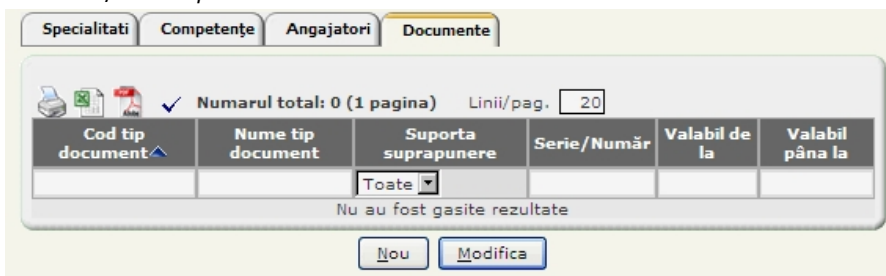 Specialitati Competențe Angajatori Documente
Numarul total: 0 (1 pagina) Linii/pag. 20
Cod tip document Nume tip document Suporta suprapunere Serie/Număr Valabil de la Valabil pâna la
Toate
Nu au fost gasite rezultate
Nou Modifica